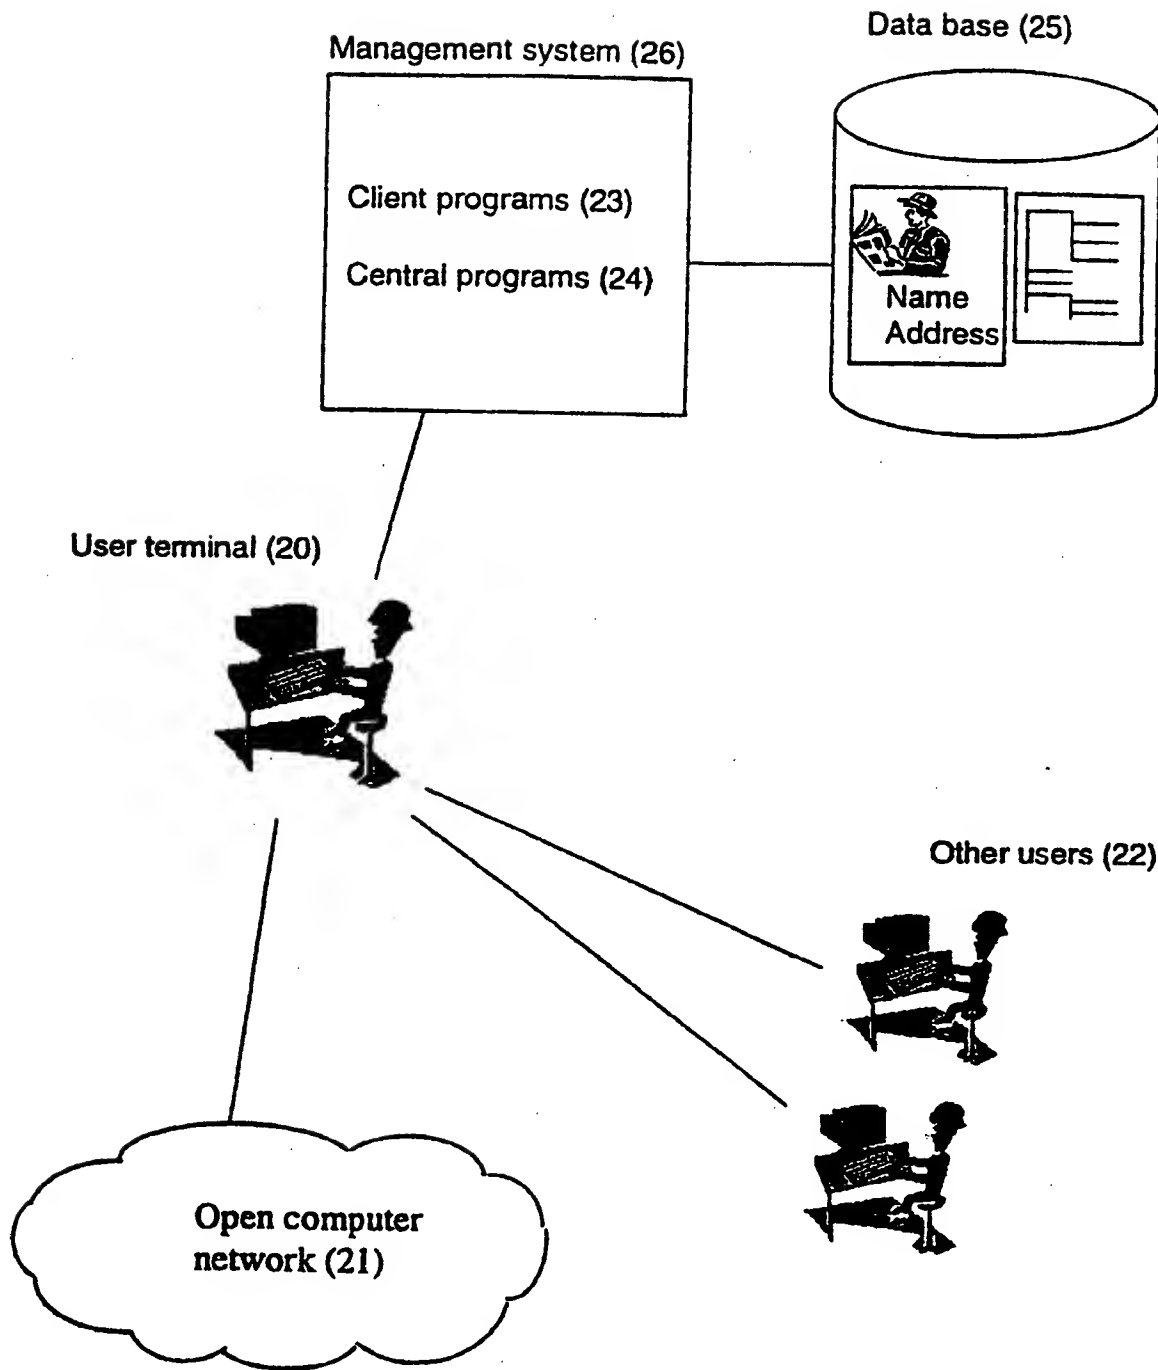 Data base (25)
Management system (26)
Client programs (23)
Central programs (24)
Name
Address
User terminal (20)
Other users (22)
Open computer
network (21)